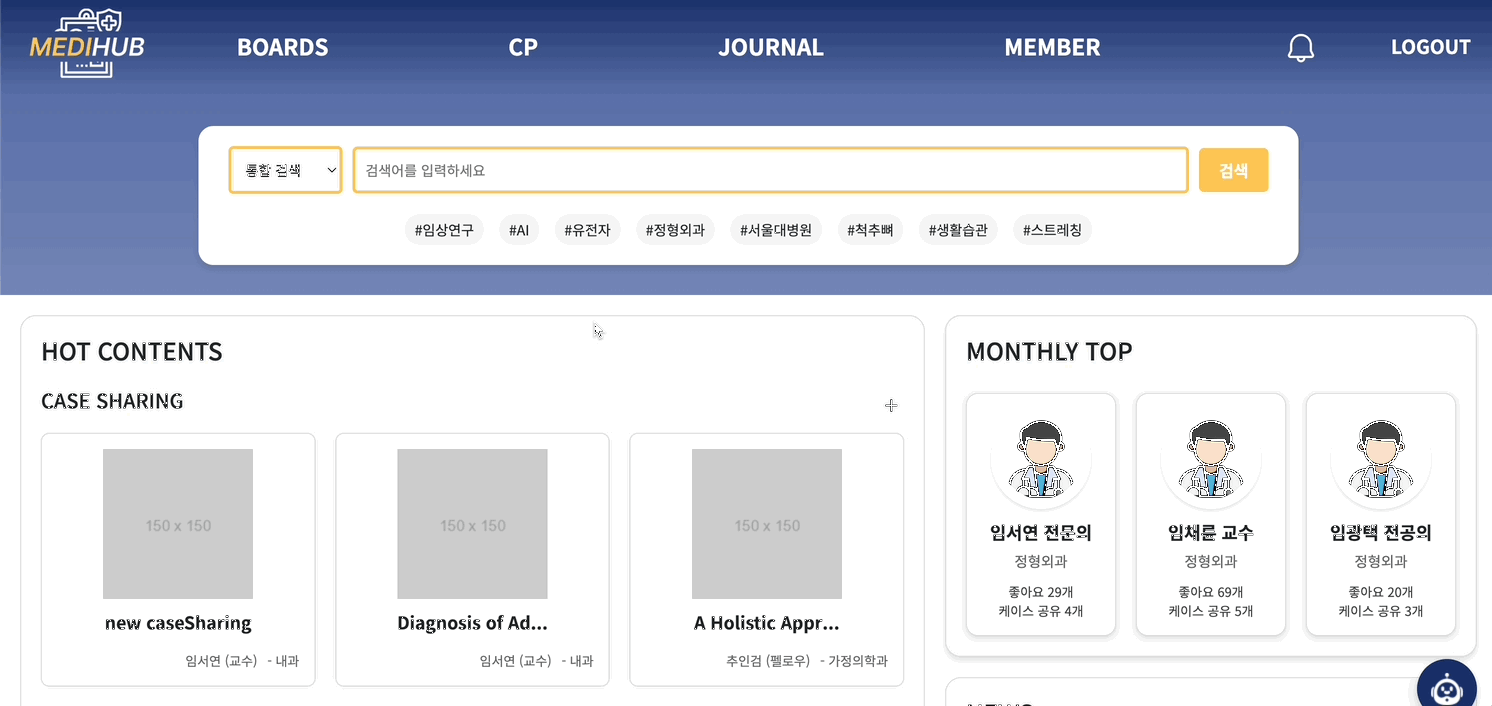 MEDIHUB
BOARDS
CP
JOURNAL
MEMBER
LOGOUT
통합 검색
검색어를 입력하세요
검색
#임상연구 #AI #유전자 #정형외과 #서울대병원 #척추뼈 #생활습관 #스트레칭
HOT CONTENTS
CASE SHARING
150 x 150
new caseSharing
임서연 (교수) - 내과
150 x 150
Diagnosis of Ad...
임서연 (교수) - 내과
150 x 150
A Holistic Appr...
추인검 (펠로우) - 가정의학과
MONTHLY TOP
임서연 전문의
정형외과
좋아요 29개
케이스 공유 4개
임채륜 교수
정형외과
좋아요 69개
케이스 공유 5개
임광택 전공의
정형외과
좋아요 20개
케이스 공유 3개